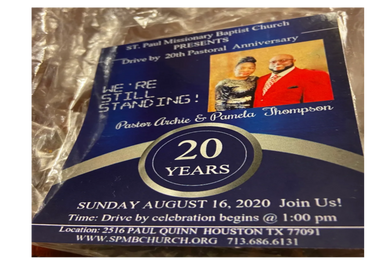 ST. Paul Missionary Baptist Church
PRESENTS
Drive by 20th Pastoral Anniversary
WE'RE
STILL
STANDING!
Pastor Archie & Pamela Thompson
20
YEARS
SUNDAY AUGUST 16, 2020 Join Us!
Time: Drive by celebration begins @ 1:00 pm
Location: 2516 PAUL QUINN HOUSTON TX 77091
WWW.SPMBCHURCH.ORG 713.686.6131